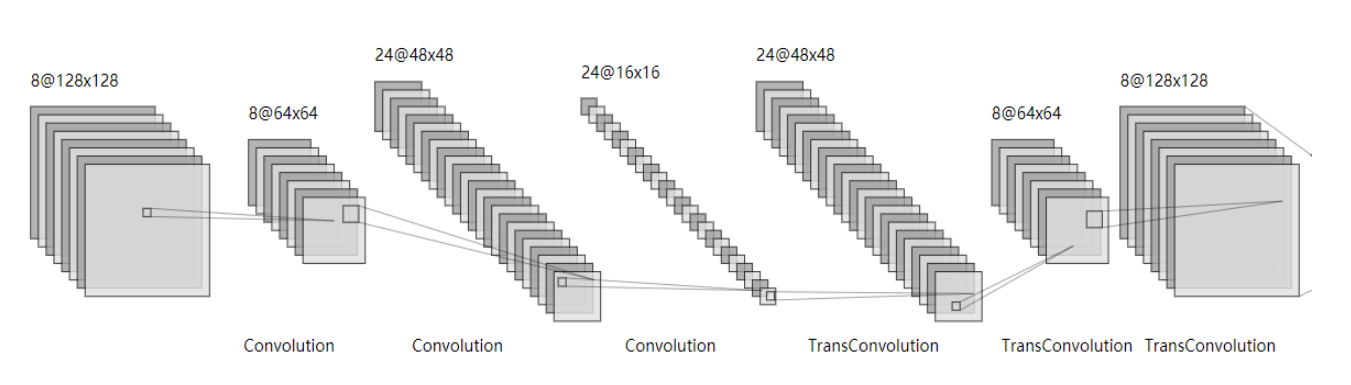 8@128x128
8@64x64
24@48x48
24@16x16
24@48x48
8@64x64
8@128x128
Convolution
Convolution
Convolution
TransConvolution
TransConvolution
TransConvolution